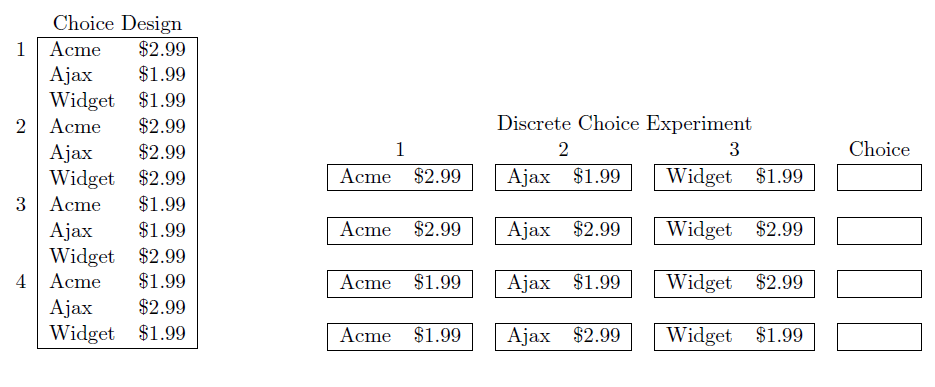 Choice Design
1 Acme $2.99
Ajax $1.99
Widget $1.99
2 Acme $2.99
Ajax $2.99
Widget $2.99
3 Acme $1.99
Ajax $1.99
Widget $2.99
4 Acme $1.99
Ajax $2.99
Widget $1.99
Discrete Choice Experiment
1 2 3 Choice
Acme $2.99 Ajax $1.99 Widget $1.99
Acme $2.99 Ajax $2.99 Widget $2.99
Acme $1.99 Ajax $1.99 Widget $2.99
Acme $1.99 Ajax $2.99 Widget $1.99